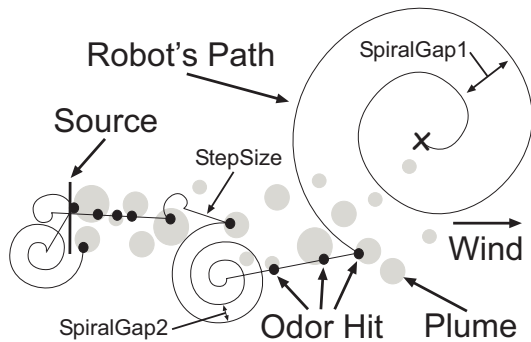 SpiralGap1
Robot's Path
Source
StepSize
Wind
SpiralGap2
Odor Hit
Plume